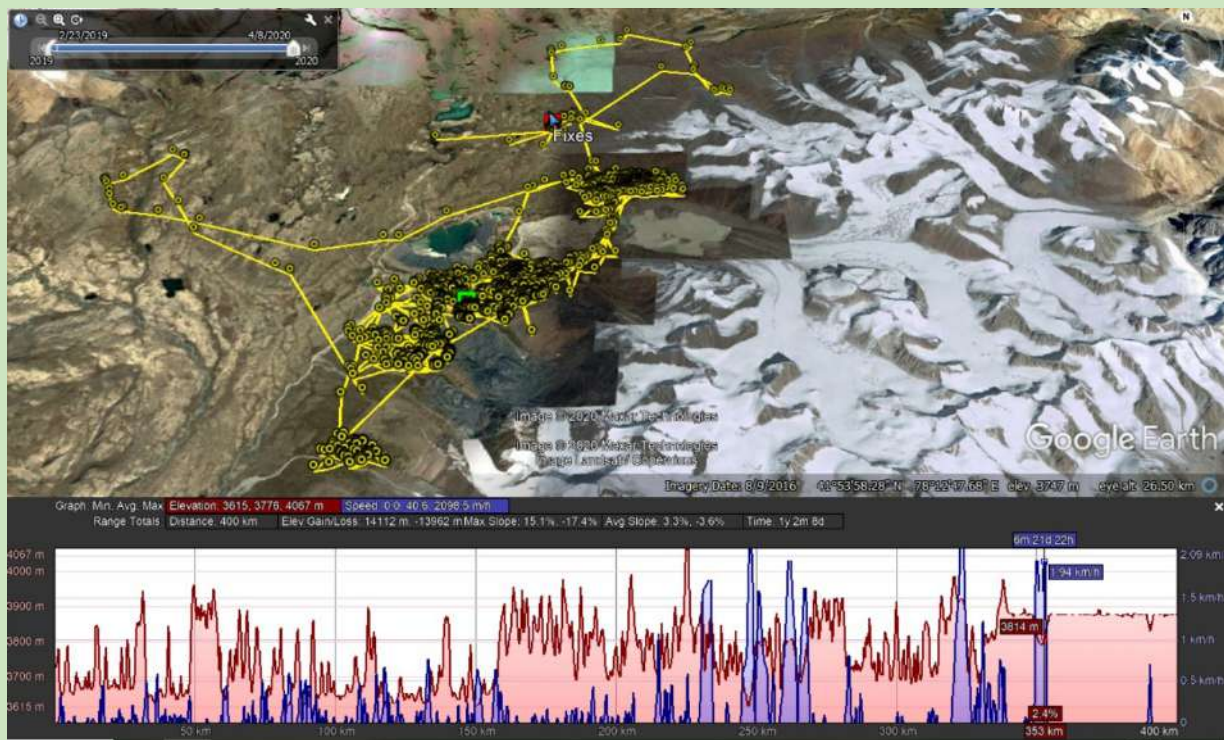 N
2/23/2019 4/8/2020
2019 2020
Fixes
Image © 2020 Maxar Technologies
Image © 2020 Maxar Technologies
Image Landsat / Copernicus
Google Earth
Imagery Date: 8/9/2016 41°53'58.28" N 78°12'47.68" E elev 3747 m eye alt 26.50 km
Graph: Min, Avg, Max Elevation: 3615, 3776, 4067 m Speed: 0.0, 40.6, 2098.5 m/h
Range Totals Distance: 400 km Elev Gain/Loss: 14112 m, -13962 m Max Slope: 15.1%, -17.4% Avg Slope: 3.3%, -3.6% Time: 1y 2m 8d
6m 21d 22h
4067 m 2.09 km/h
4000 m 1.94 km/h
3900 m 1.5 km/h
3814 m
3800 m 1 km/h
3700 m 0.5 km/h
3615 m 2.4% 0
50 km 100 km 150 km 200 km 250 km 300 km 353 km 400 km